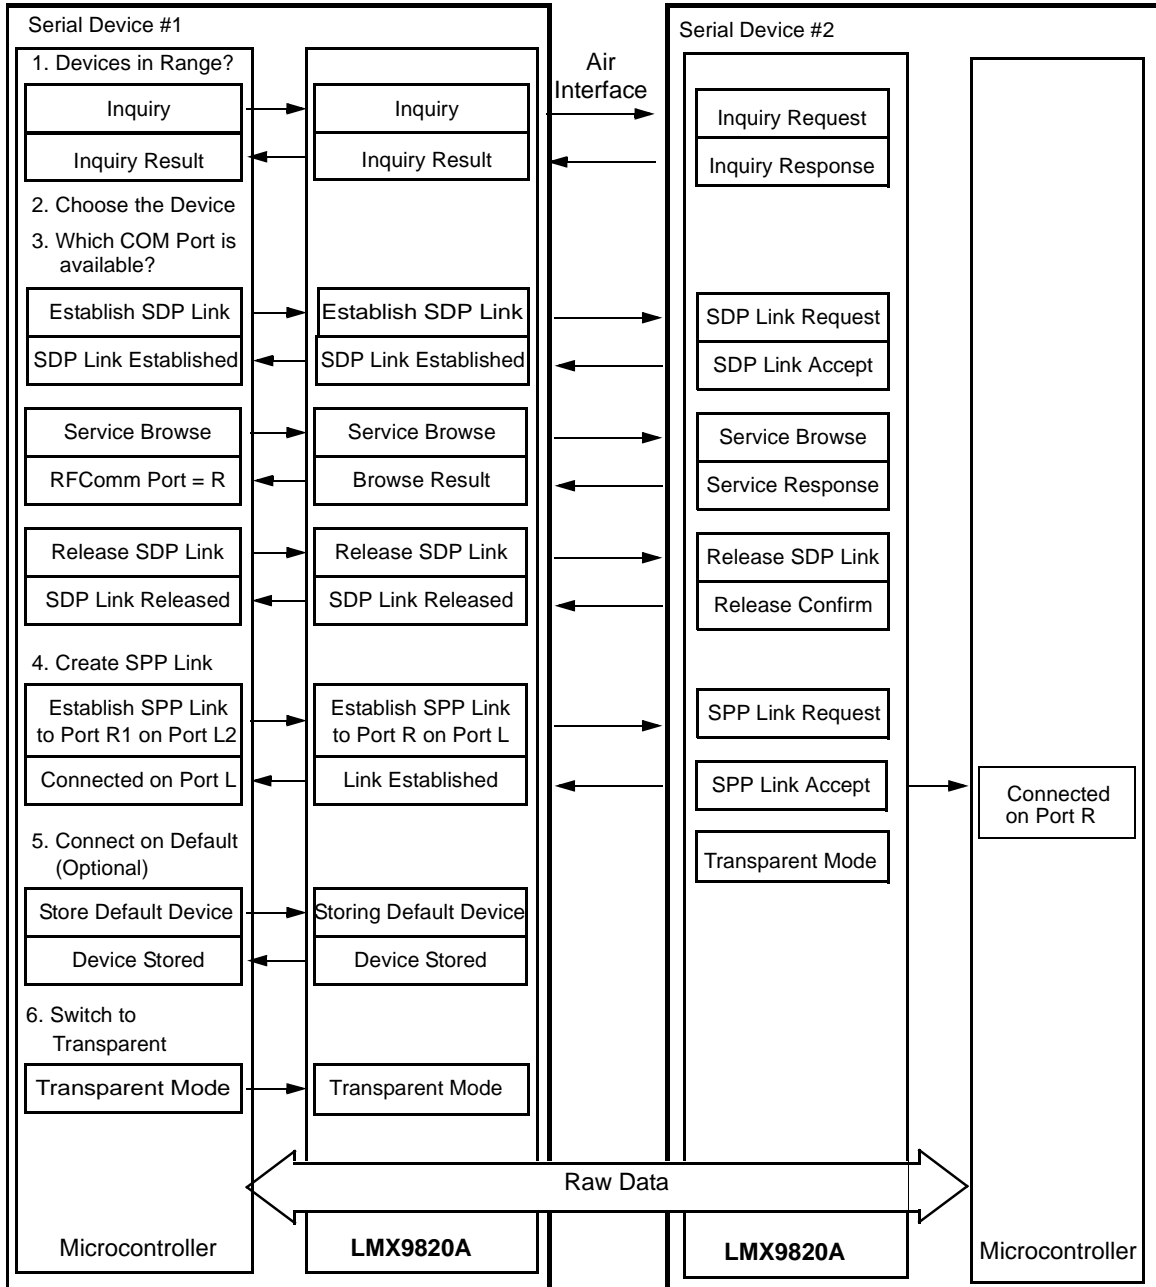 Serial Device #1
Serial Device #2
Air
Interface
1. Devices in Range?
Inquiry
Inquiry
Inquiry Request
Inquiry Result
Inquiry Result
Inquiry Response
2. Choose the Device
3. Which COM Port is
available?
Establish SDP Link
Establish SDP Link
SDP Link Request
SDP Link Established
SDP Link Established
SDP Link Accept
Service Browse
Service Browse
Service Browse
RFComm Port = R
Browse Result
Service Response
Release SDP Link
Release SDP Link
Release SDP Link
SDP Link Released
SDP Link Released
Release Confirm
4. Create SPP Link
Establish SPP Link
to Port R1 on Port L2
Establish SPP Link
to Port R on Port L
SPP Link Request
Connected on Port L
Link Established
SPP Link Accept
Connected
on Port R
5. Connect on Default
(Optional)
Transparent Mode
Store Default Device
Storing Default Device
Device Stored
Device Stored
6. Switch to
Transparent
Transparent Mode
Transparent Mode
Raw Data
Microcontroller
LMX9820A
LMX9820A
Microcontroller